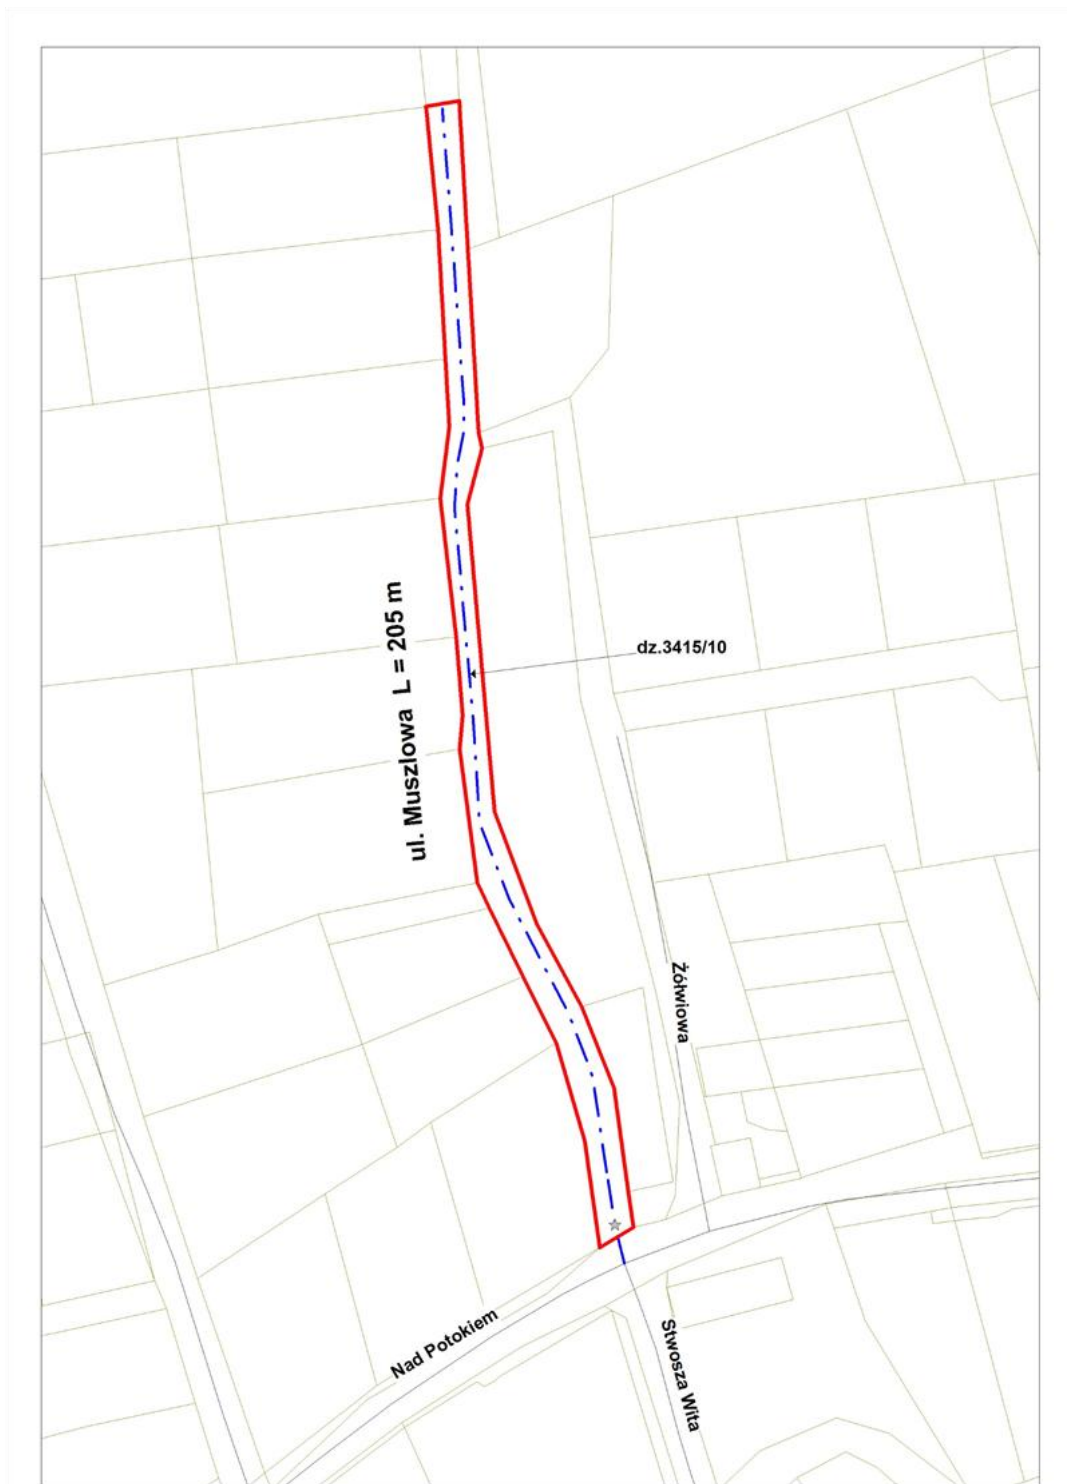 ul. Muszlowa L = 205 m
dz.3415/10
Żółwiowa
Nad Potokiem
Stwosza Wita